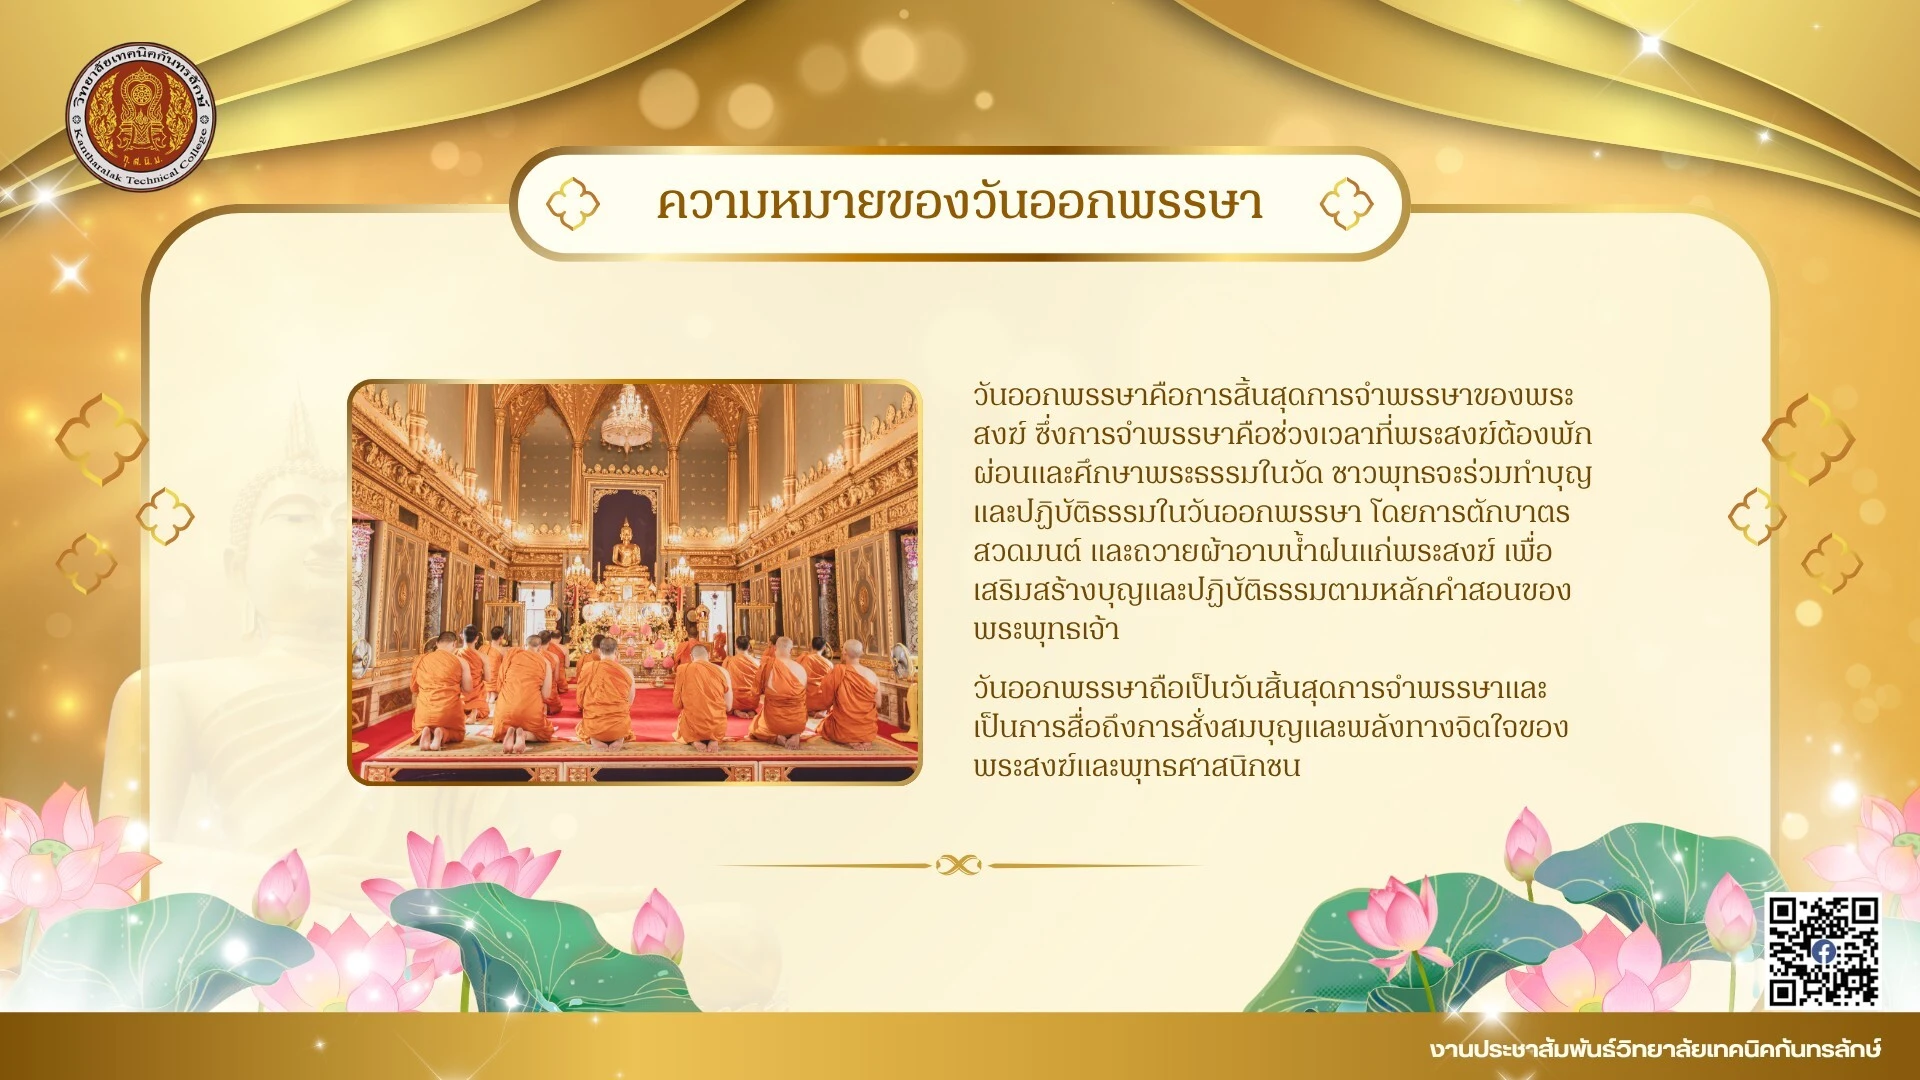 วิทยาลัยเทคนิคกันทรลักษ์
Kantharalak Technical College
ความหมายของวันออกพรรษา
วันออกพรรษาคือการสิ้นสุดการจำพรรษาของพระ
สงฆ์ ซึ่งการจำพรรษาคือช่วงเวลาที่พระสงฆ์ต้องพัก
ผ่อนและศึกษาพระธรรมในวัด ชาวพุทธจะร่วมทำบุญ
และปฏิบัติธรรมในวันออกพรรษา โดยการตักบาตร
สวดมนต์ และถวายผ้าอาบน้ำฝนแก่พระสงฆ์ เพื่อ
เสริมสร้างบุญและปฏิบัติธรรมตามหลักคำสอนของ
พระพุทธเจ้า
วันออกพรรษาถือเป็นวันสิ้นสุดการจำพรรษาและ
เป็นการสื่อถึงการสั่งสมบุญและพลังทางจิตใจของ
พระสงฆ์และพุทธศาสนิกชน
งานประชาสัมพันธ์วิทยาลัยเทคนิคกันทรลักษ์